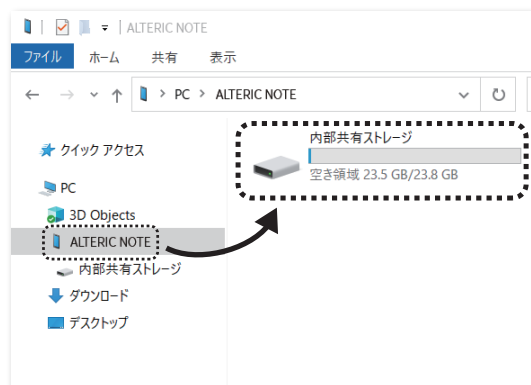 ALTERIC NOTE
ファイル ホーム 共有 表示
PC ALTERIC NOTE
クイック アクセス
PC
3D Objects
ALTERIC NOTE
内部共有ストレージ
ダウンロード
デスクトップ
内部共有ストレージ
空き領域 23.5 GB/23.8 GB